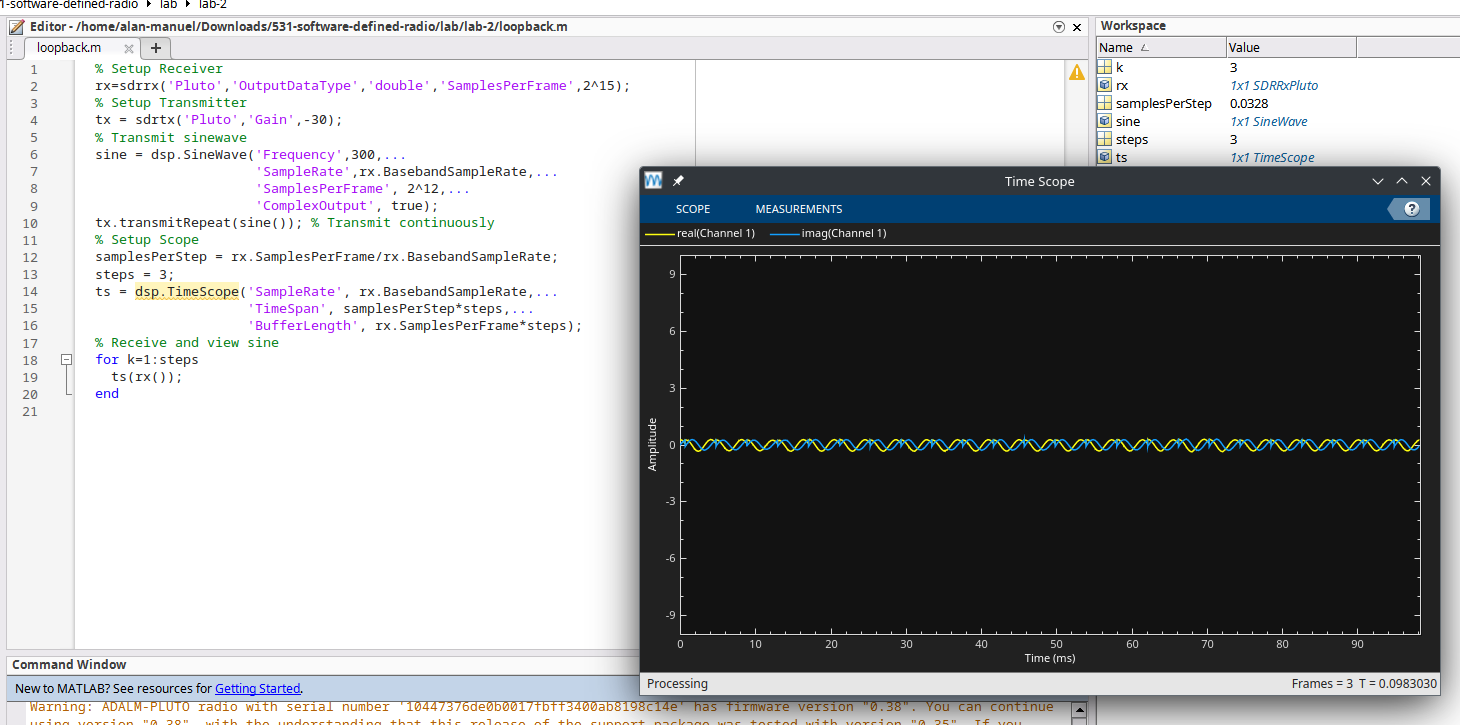 1-software-defined-radio lab lab-2
Editor - /home/alan-manuel/Downloads/531-software-defined-radio/lab/lab-2/loopback.m
loopback.m
1 % Setup Receiver
2 rx=sdrrx('Pluto','OutputDataType','double','SamplesPerFrame',2^15);
3 % Setup Transmitter
4 tx = sdrtx('Pluto','Gain',-30);
5 % Transmit sinewave
6 sine = dsp.SineWave('Frequency',300,...
7 'SampleRate',rx.BasebandSampleRate,...
8 'SamplesPerFrame', 2^12,...
9 'ComplexOutput', true);
10 tx.transmitRepeat(sine()); % Transmit continuously
11 % Setup Scope
12 samplesPerStep = rx.SamplesPerFrame/rx.BasebandSampleRate;
13 steps = 3;
14 ts = dsp.TimeScope('SampleRate', rx.BasebandSampleRate,...
15 'TimeSpan', samplesPerStep*steps,...
16 'BufferLength', rx.SamplesPerFrame*steps);
17 % Receive and view sine
18 for k=1:steps
19 ts(rx());
20 end
21
Workspace
Name Value
k 3
rx 1x1 SDRRxPluto
samplesPerStep 0.0328
sine 1x1 SineWave
steps 3
ts 1x1 TimeScope
Time Scope
SCOPE MEASUREMENTS
?
real(Channel 1) imag(Channel 1)
9
6
3
0
-3
-6
-9
Amplitude
0 10 20 30 40 50 60 70 80 90
Time (ms)
Processing Frames = 3 T = 0.0983030
Command Window
New to MATLAB? See resources for Getting Started.
Warning: ADALM-PLUTO radio with serial number '10447376de0b0017fbff3400ab8198c14e' has firmware version "0.38". You can continue
using version "0.38", with the understanding that this release of the support package was tested with version "0.35". If you